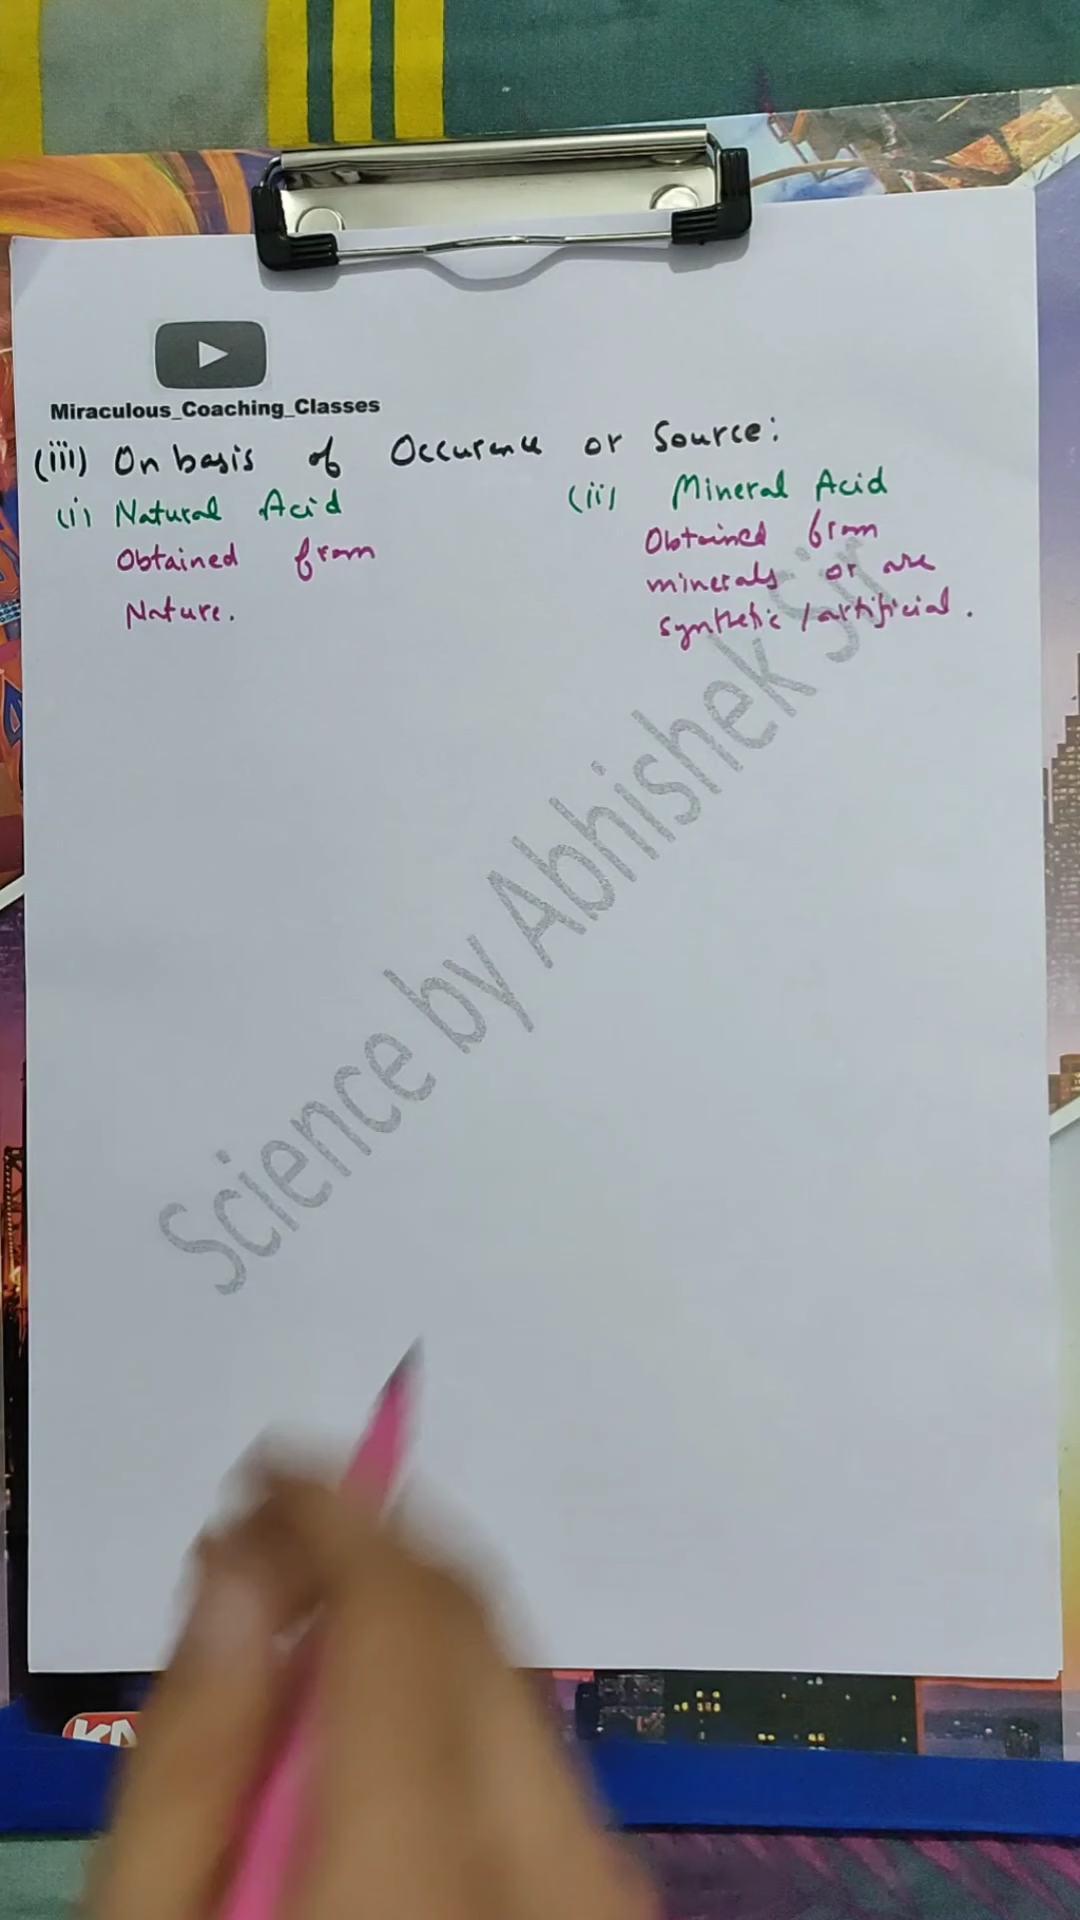 Miraculous_Coaching_Classes
(iii) On basis of Occurence or Source:
(i) Natural Acid
Obtained from
Nature.
(ii) Mineral Acid
Obtained from
minerals or are
synthetic / artificial.
Science by Abhishek Sir